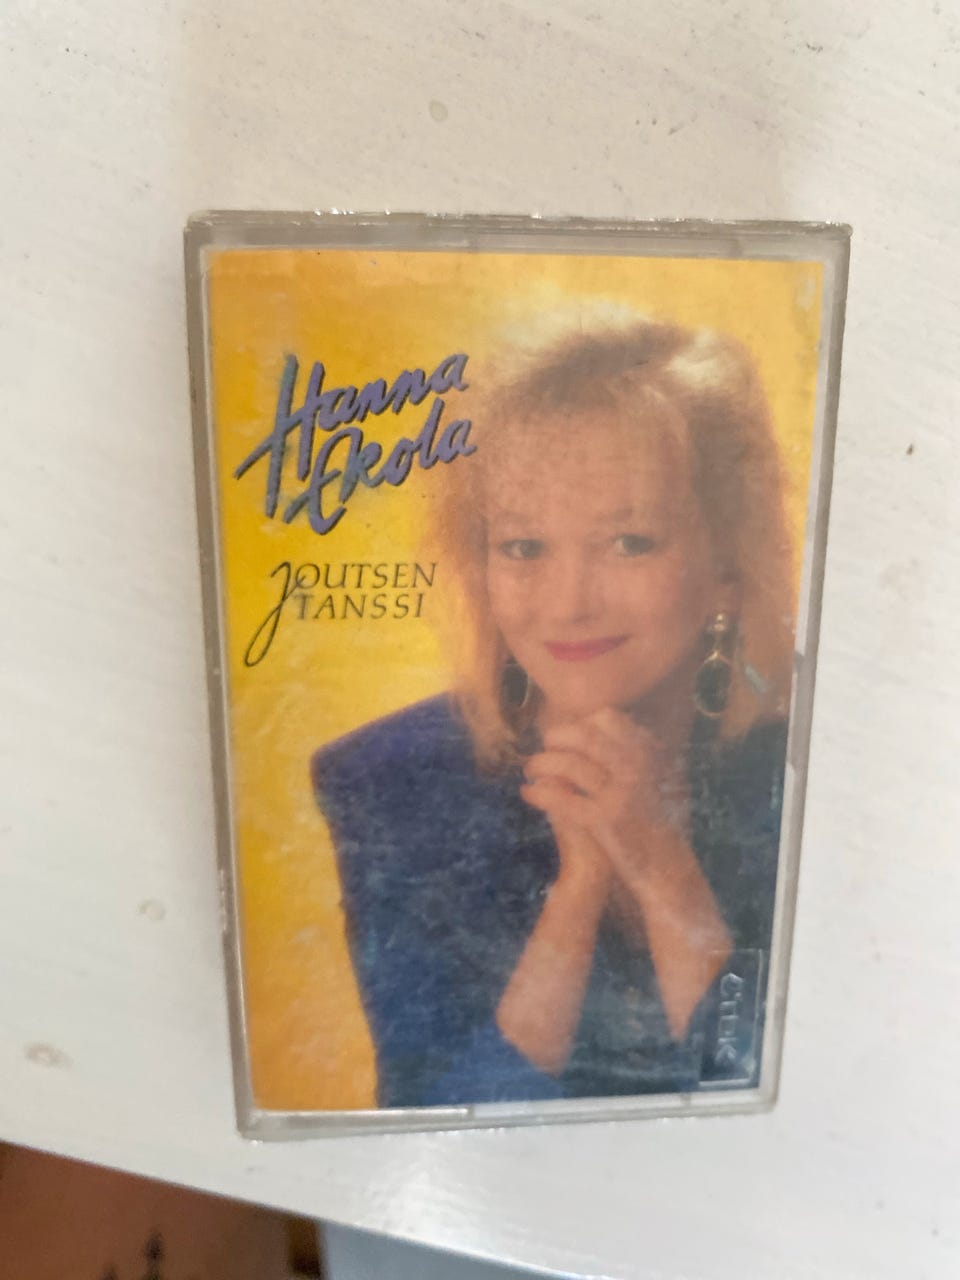 Hanna
Ekola
JOUTSEN
TANSSI